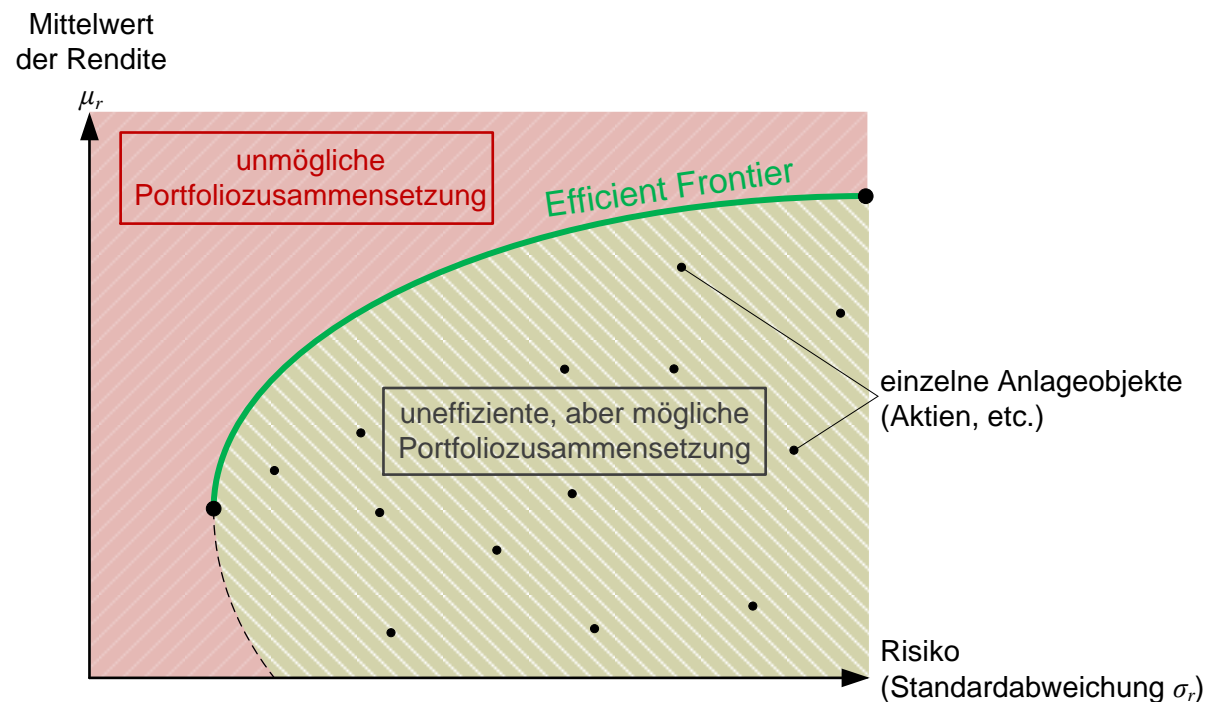 Mittelwert
der Rendite
μr
unmögliche
Portfoliozusammensetzung
Efficient Frontier
einzelne Anlageobjekte
(Aktien, etc.)
uneffiziente, aber mögliche
Portfoliozusammensetzung
Risiko
(Standardabweichung σr)